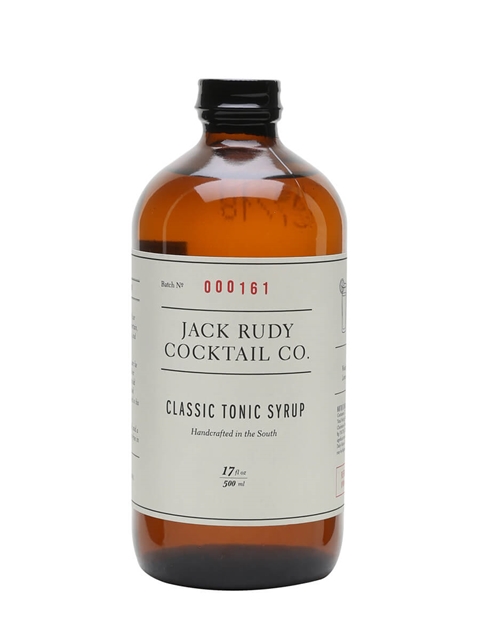 Batch Nº 000161
JACK RUDY
COCKTAIL CO.
CLASSIC TONIC SYRUP
Handcrafted in the South
17 fl oz
500 ml